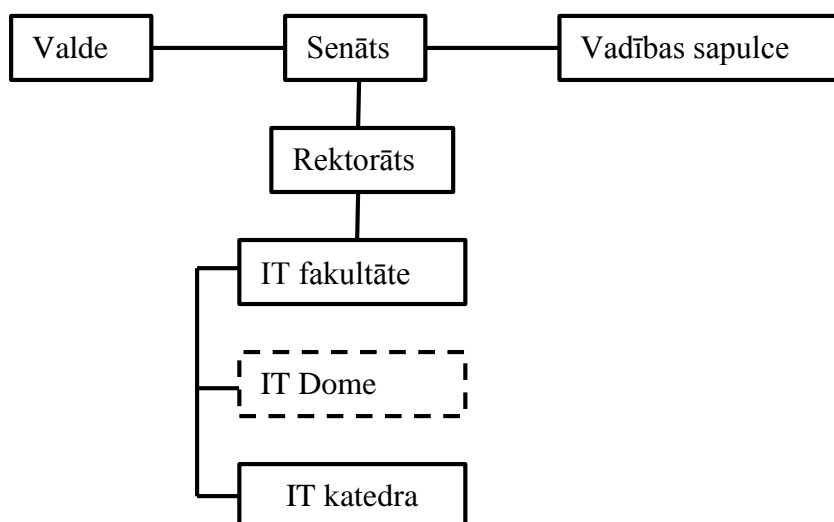 Valde
Senāts
Vadības sapulce
Rektorāts
IT fakultāte
IT Dome
IT katedra